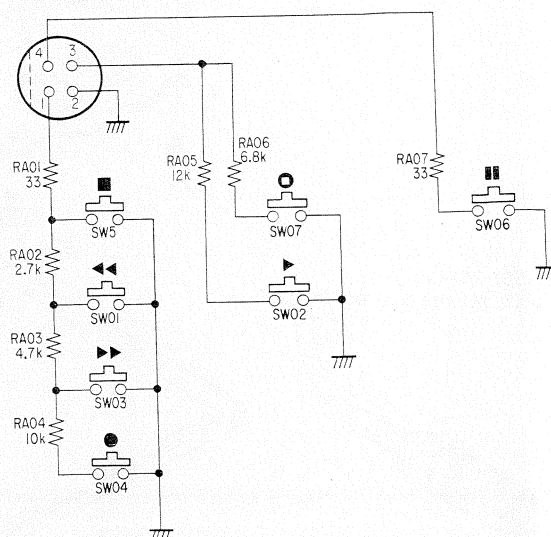 4 3
1 2
RA01
33
SW5
RA02
2.7k
SW01
RA03
4.7k
SW03
RA04
10k
SW04
RA05
12k
RA06
6.8k
SW07
SW02
RA07
33
SW06